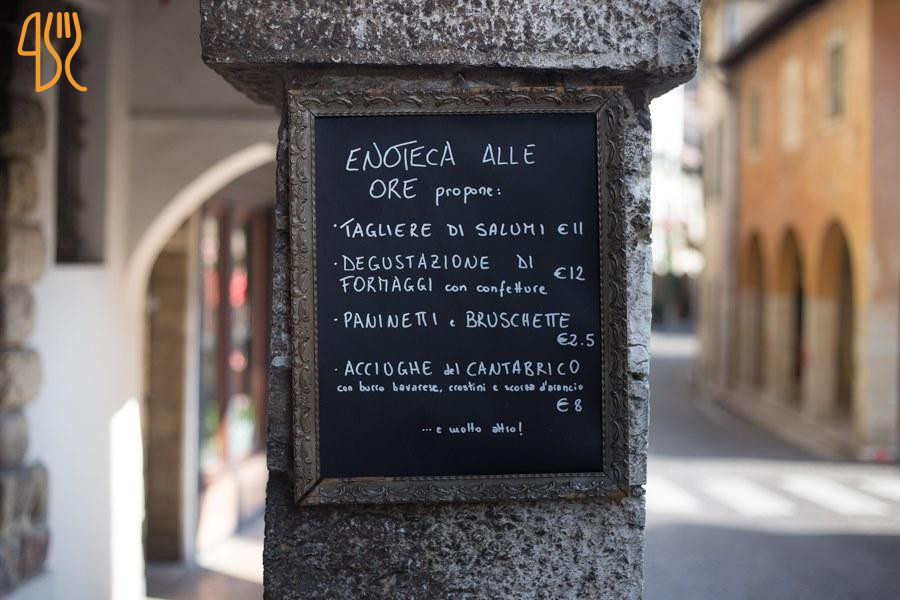 ENOTECA ALLE
ORE propone:
· TAGLIERE DI SALUMI €11
· DEGUSTAZIONE DI
FORMAGGI con confetture €12
· PANINETTI e BRUSCHETTE
€2.5
· ACCIUGHE del CANTABRICO
con burro bavarese, crostini e scorza d'arancio
€8
... e molto altro!